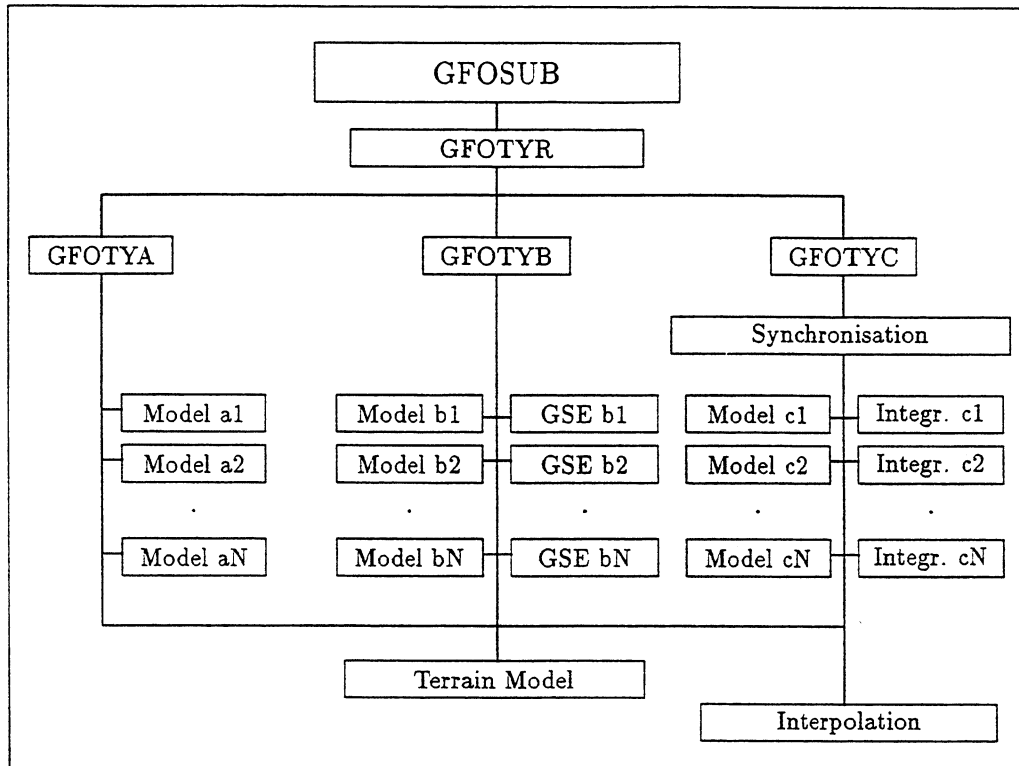 GFOSUB
GFOTYR
GFOTYA GFOTYB GFOTYC
Synchronisation
Model a1 Model b1 GSE b1 Model c1 Integr. c1
Model a2 Model b2 GSE b2 Model c2 Integr. c2
. . . . .
Model aN Model bN GSE bN Model cN Integr. cN
Terrain Model
Interpolation